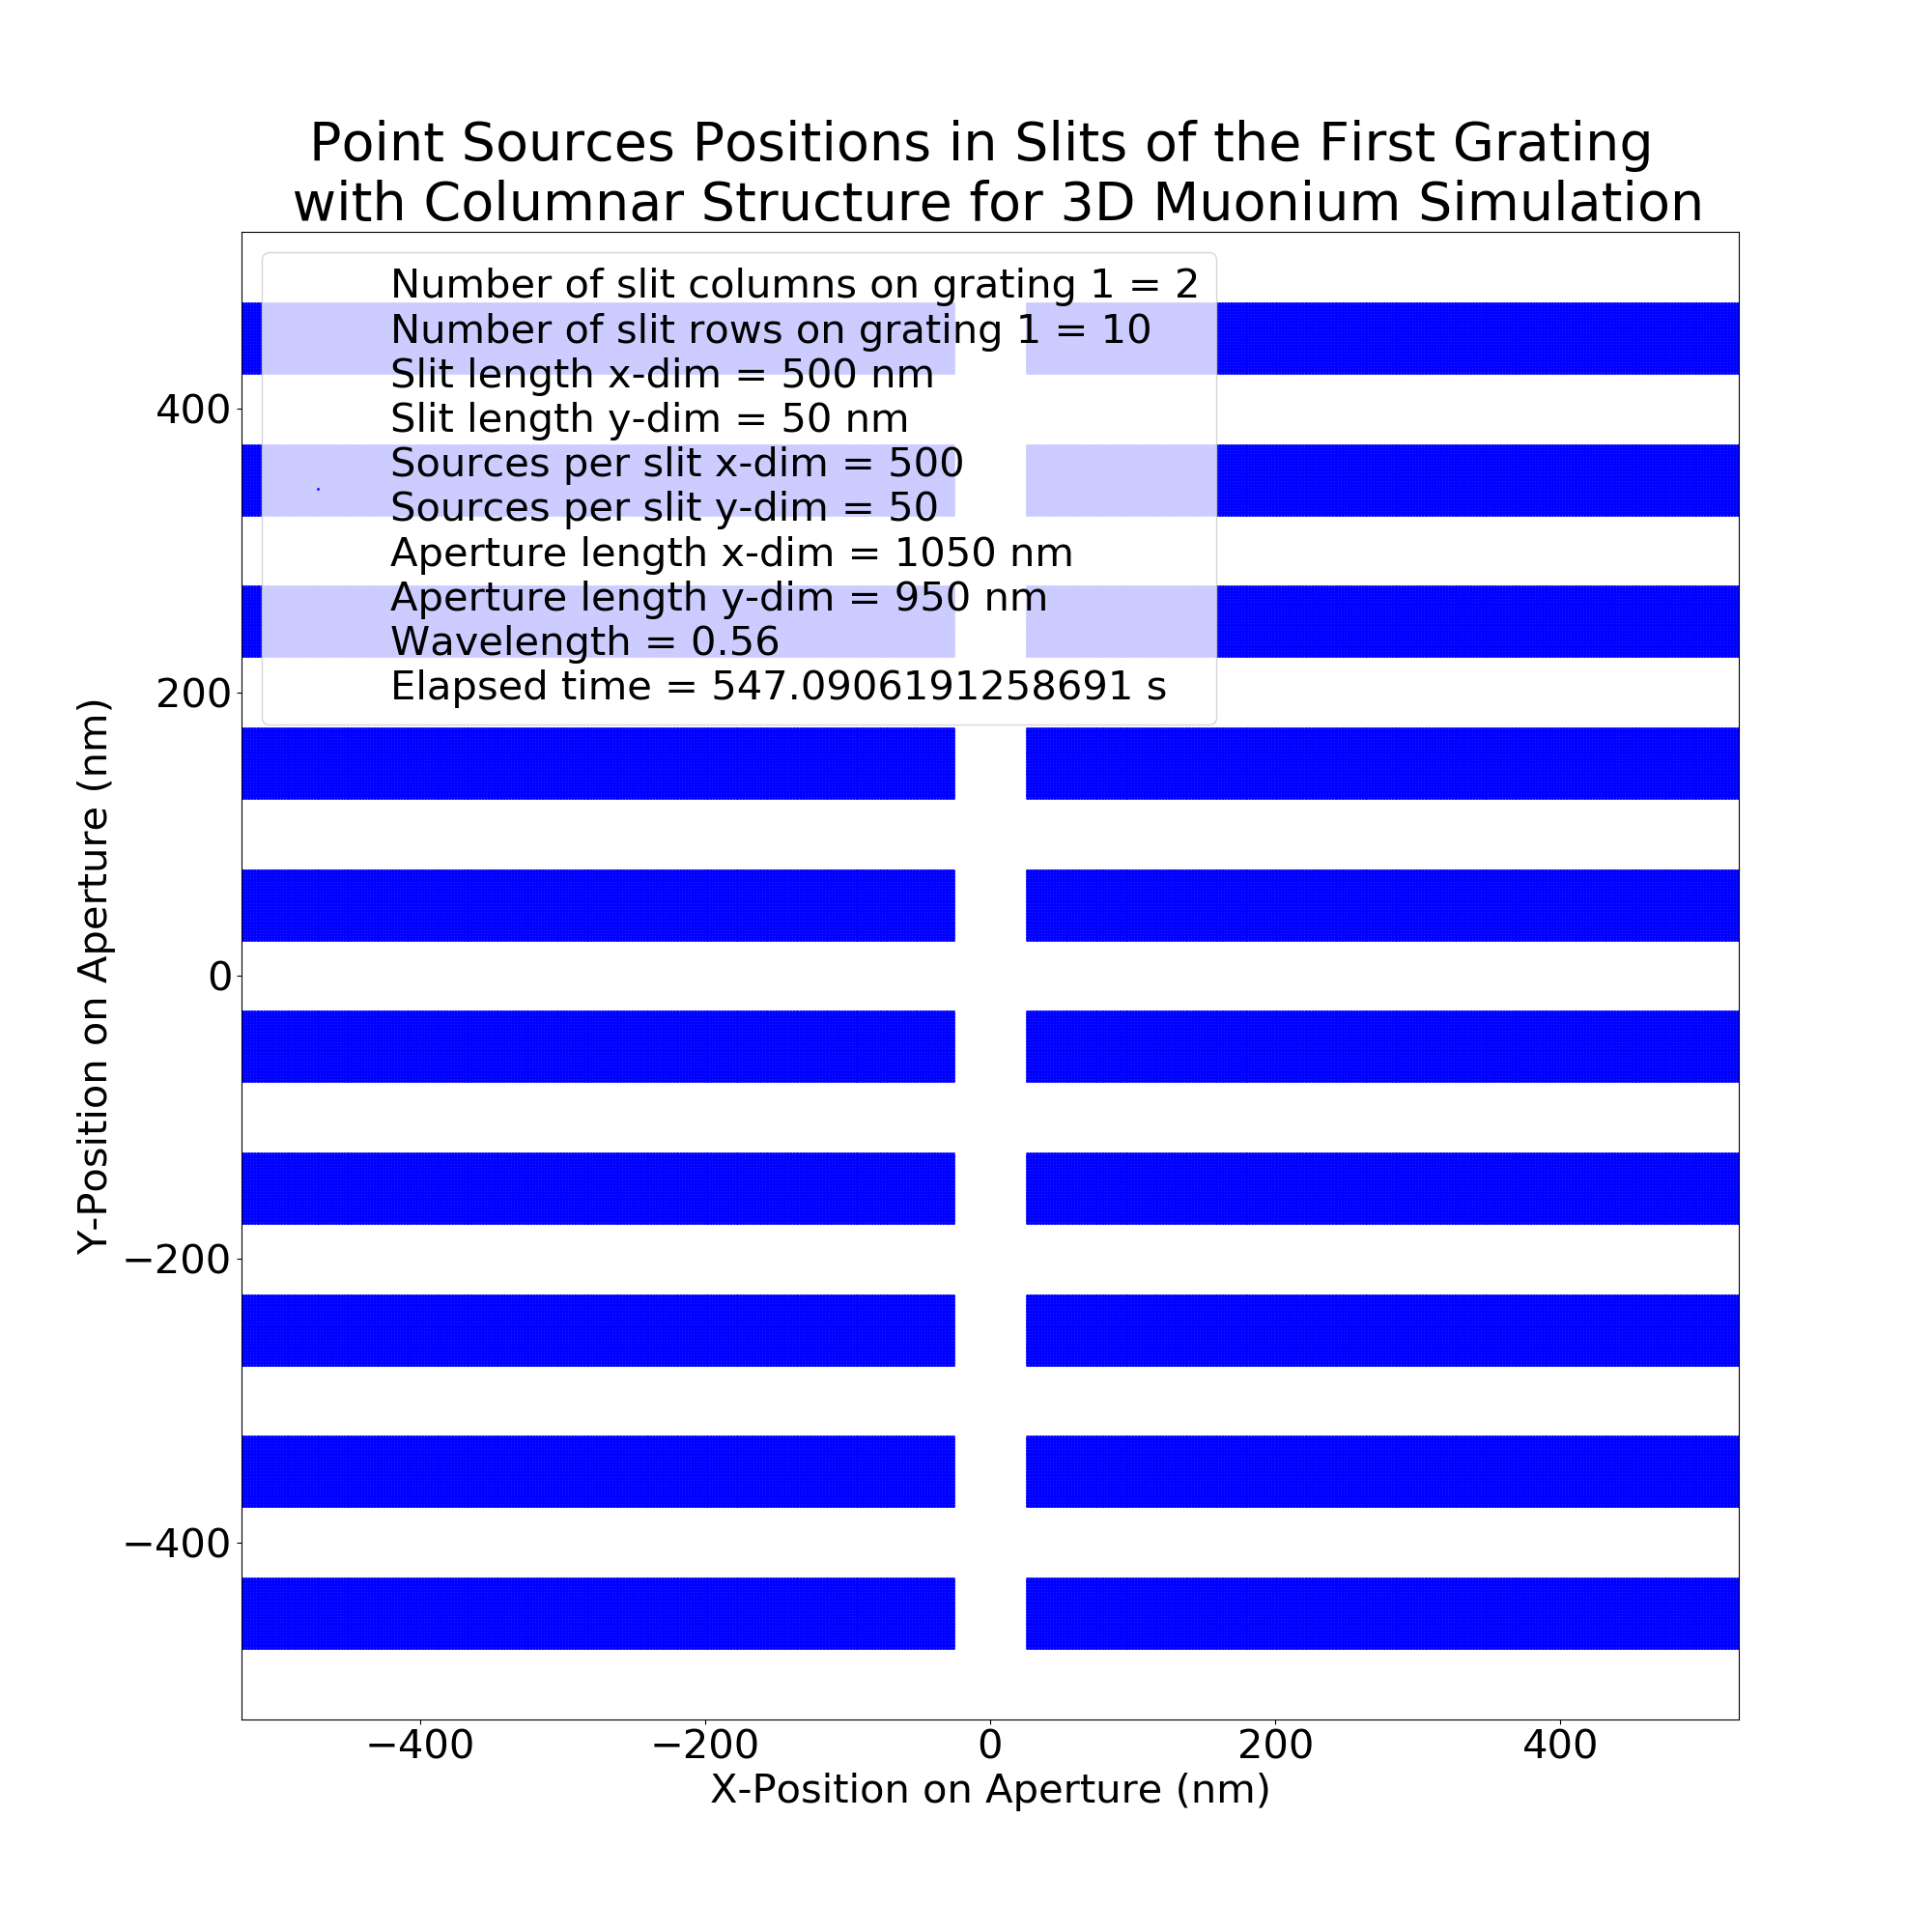 Point Sources Positions in Slits of the First Grating
with Columnar Structure for 3D Muonium Simulation
Number of slit columns on grating 1 = 2
Number of slit rows on grating 1 = 10
Slit length x-dim = 500 nm
Slit length y-dim = 50 nm
Sources per slit x-dim = 500
Sources per slit y-dim = 50
Aperture length x-dim = 1050 nm
Aperture length y-dim = 950 nm
Wavelength = 0.56
Elapsed time = 547.0906191258691 s
400
200
0
−200
−400
Y-Position on Aperture (nm)
−400
−200
0
200
400
X-Position on Aperture (nm)